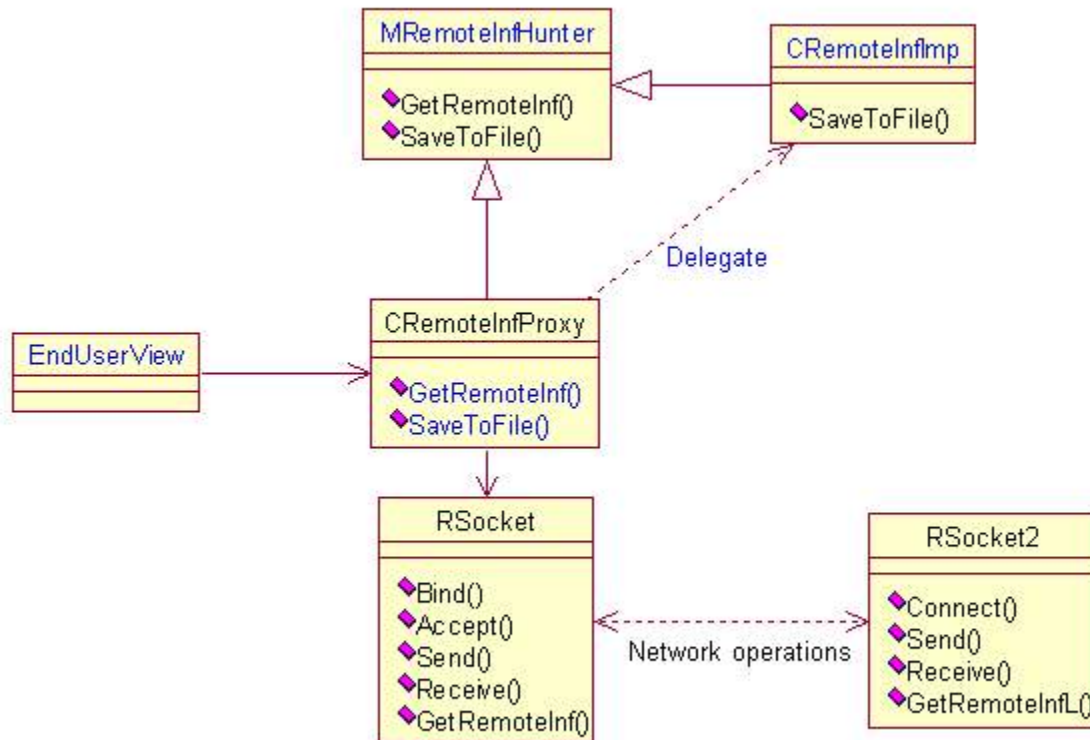 MRemoteInfHunter
GetRemoteInf()
SaveToFile()
CRemoteInfImp
SaveToFile()
Delegate
EndUserView
CRemoteInfProxy
GetRemoteInf()
SaveToFile()
RSocket
Bind()
Accept()
Send()
Receive()
GetRemoteInf()
Network operations
RSocket2
Connect()
Send()
Receive()
GetRemoteInfL()